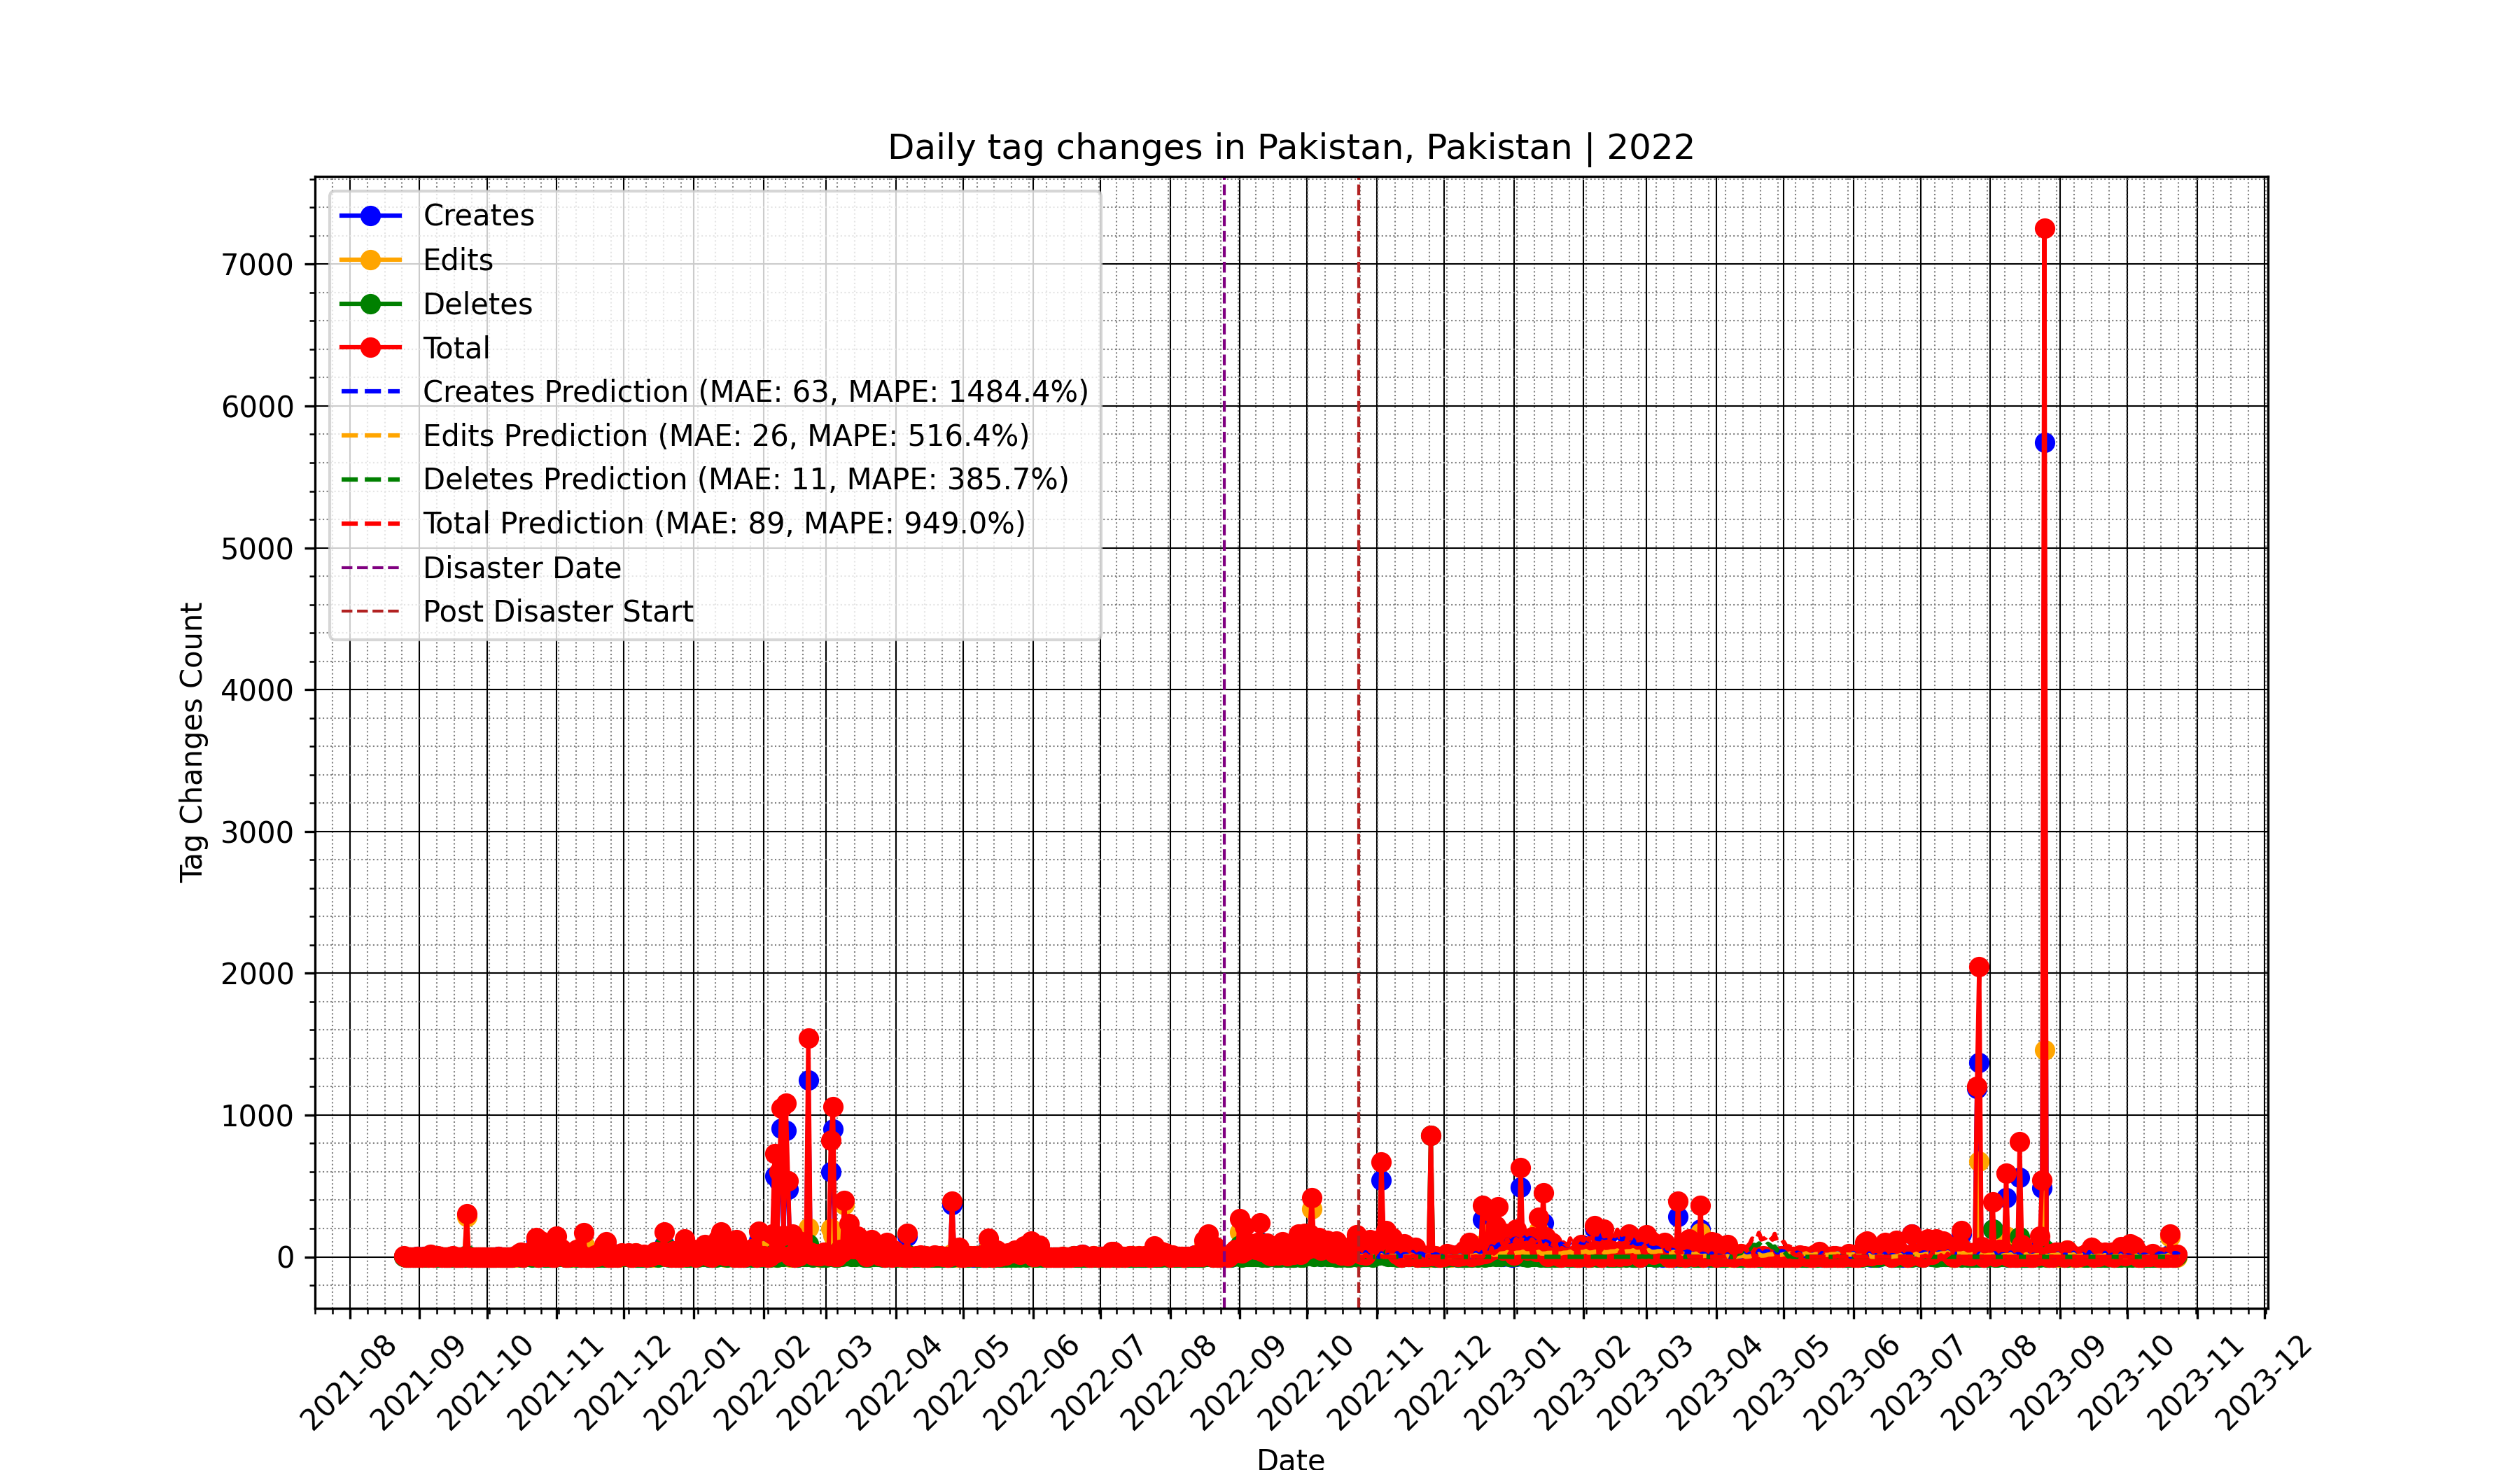 Daily tag changes in Pakistan, Pakistan | 2022
Creates
Edits
Deletes
Total
Creates Prediction (MAE: 63, MAPE: 1484.4%)
Edits Prediction (MAE: 26, MAPE: 516.4%)
Deletes Prediction (MAE: 11, MAPE: 385.7%)
Total Prediction (MAE: 89, MAPE: 949.0%)
Disaster Date
Post Disaster Start
Tag Changes Count
7000
6000
5000
4000
3000
2000
1000
0
2021-08
2021-09
2021-10
2021-11
2021-12
2022-01
2022-02
2022-03
2022-04
2022-05
2022-06
2022-07
2022-08
2022-09
2022-10
2022-11
2022-12
2023-01
2023-02
2023-03
2023-04
2023-05
2023-06
2023-07
2023-08
2023-09
2023-10
2023-11
2023-12
Date